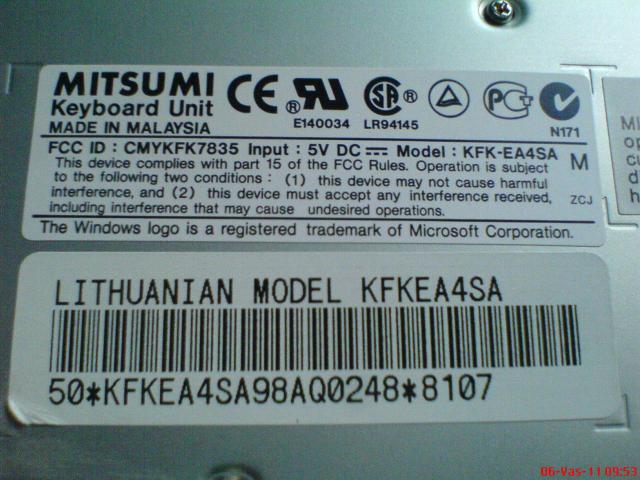 MITSUMI
Keyboard Unit
MADE IN MALAYSIA
CE
E140034
LR94145
N171
FCC ID : CMYKFK7835 Input : 5V DC Model : KFK-EA4SA
This device complies with part 15 of the FCC Rules. Operation is subject
to the following two conditions : (1) this device may not cause harmful
interference, and (2) this device must accept any interference received,
including interference that may cause undesired operations.
M
ZCJ
The Windows logo is a registered trademark of Microsoft Corporation.
LITHUANIAN MODEL KFKEA4SA
50*KFKEA4SA98AQ0248*8107
06-Vas-11 09:53